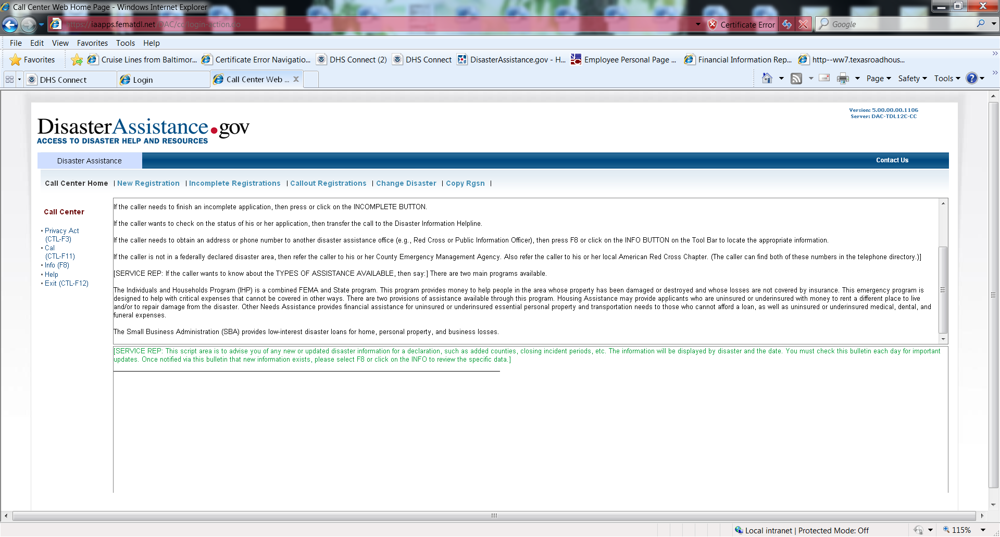 Call Center Web Home Page - Windows Internet Explorer
https://iaapps.fematdl.net/DAC/cc/login-action.do
Certificate Error
Google
File Edit View Favorites Tools Help
Favorites Cruise Lines from Baltimor... Certificate Error Navigatio... DHS Connect (2) DHS Connect DisasterAssistance.gov - H... Employee Personal Page ... Financial Information Rep... http--ww7.texasroadhous...
DHS Connect Login Call Center Web ... Page Safety Tools
Version: 5.00.00.00.1106
Server: DAC-TDL12C-CC
DisasterAssistance.gov
ACCESS TO DISASTER HELP AND RESOURCES
Disaster Assistance Contact Us
Call Center Home | New Registration | Incomplete Registrations | Callout Registrations | Change Disaster | Copy Rgsn |
Call Center
Privacy Act
(CTL-F3)
Cal
(CTL-F11)
Info (F8)
Help
Exit (CTL-F12)
If the caller needs to finish an incomplete application, then press or click on the INCOMPLETE BUTTON.
If the caller wants to check on the status of his or her application, then transfer the call to the Disaster Information Helpline.
If the caller needs to obtain an address or phone number to another disaster assistance office (e.g., Red Cross or Public Information Officer), then press F8 or click on the INFO BUTTON on the Tool Bar to locate the appropriate information.
If the caller is not in a federally declared disaster area, then refer the caller to his or her County Emergency Management Agency. Also refer the caller to his or her local American Red Cross Chapter. (The caller can find both of these numbers in the telephone directory.)]
[SERVICE REP: If the caller wants to know about the TYPES OF ASSISTANCE AVAILABLE, then say:] There are two main programs available.
The Individuals and Households Program (IHP) is a combined FEMA and State program. This program provides money to help people in the area whose property has been damaged or destroyed and whose losses are not covered by insurance. This emergency program is
designed to help with critical expenses that cannot be covered in other ways. There are two provisions of assistance available through this program. Housing Assistance may provide applicants who are uninsured or underinsured with money to rent a different place to live
and/or to repair damage from the disaster. Other Needs Assistance provides financial assistance for uninsured or underinsured essential personal property and transportation needs to those who cannot afford a loan, as well as uninsured or underinsured medical, dental, and
funeral expenses.
The Small Business Administration (SBA) provides low-interest disaster loans for home, personal property, and business losses.
[SERVICE REP: This script area is to advise you of any new or updated disaster information for a declaration, such as added counties, closing incident periods, etc. The information will be displayed by disaster and the date. You must check this bulletin each day for important
updates. Once notified via this bulletin that new information exists, please select F8 or click on the INFO to review the specific data.]
Local intranet | Protected Mode: Off
115%